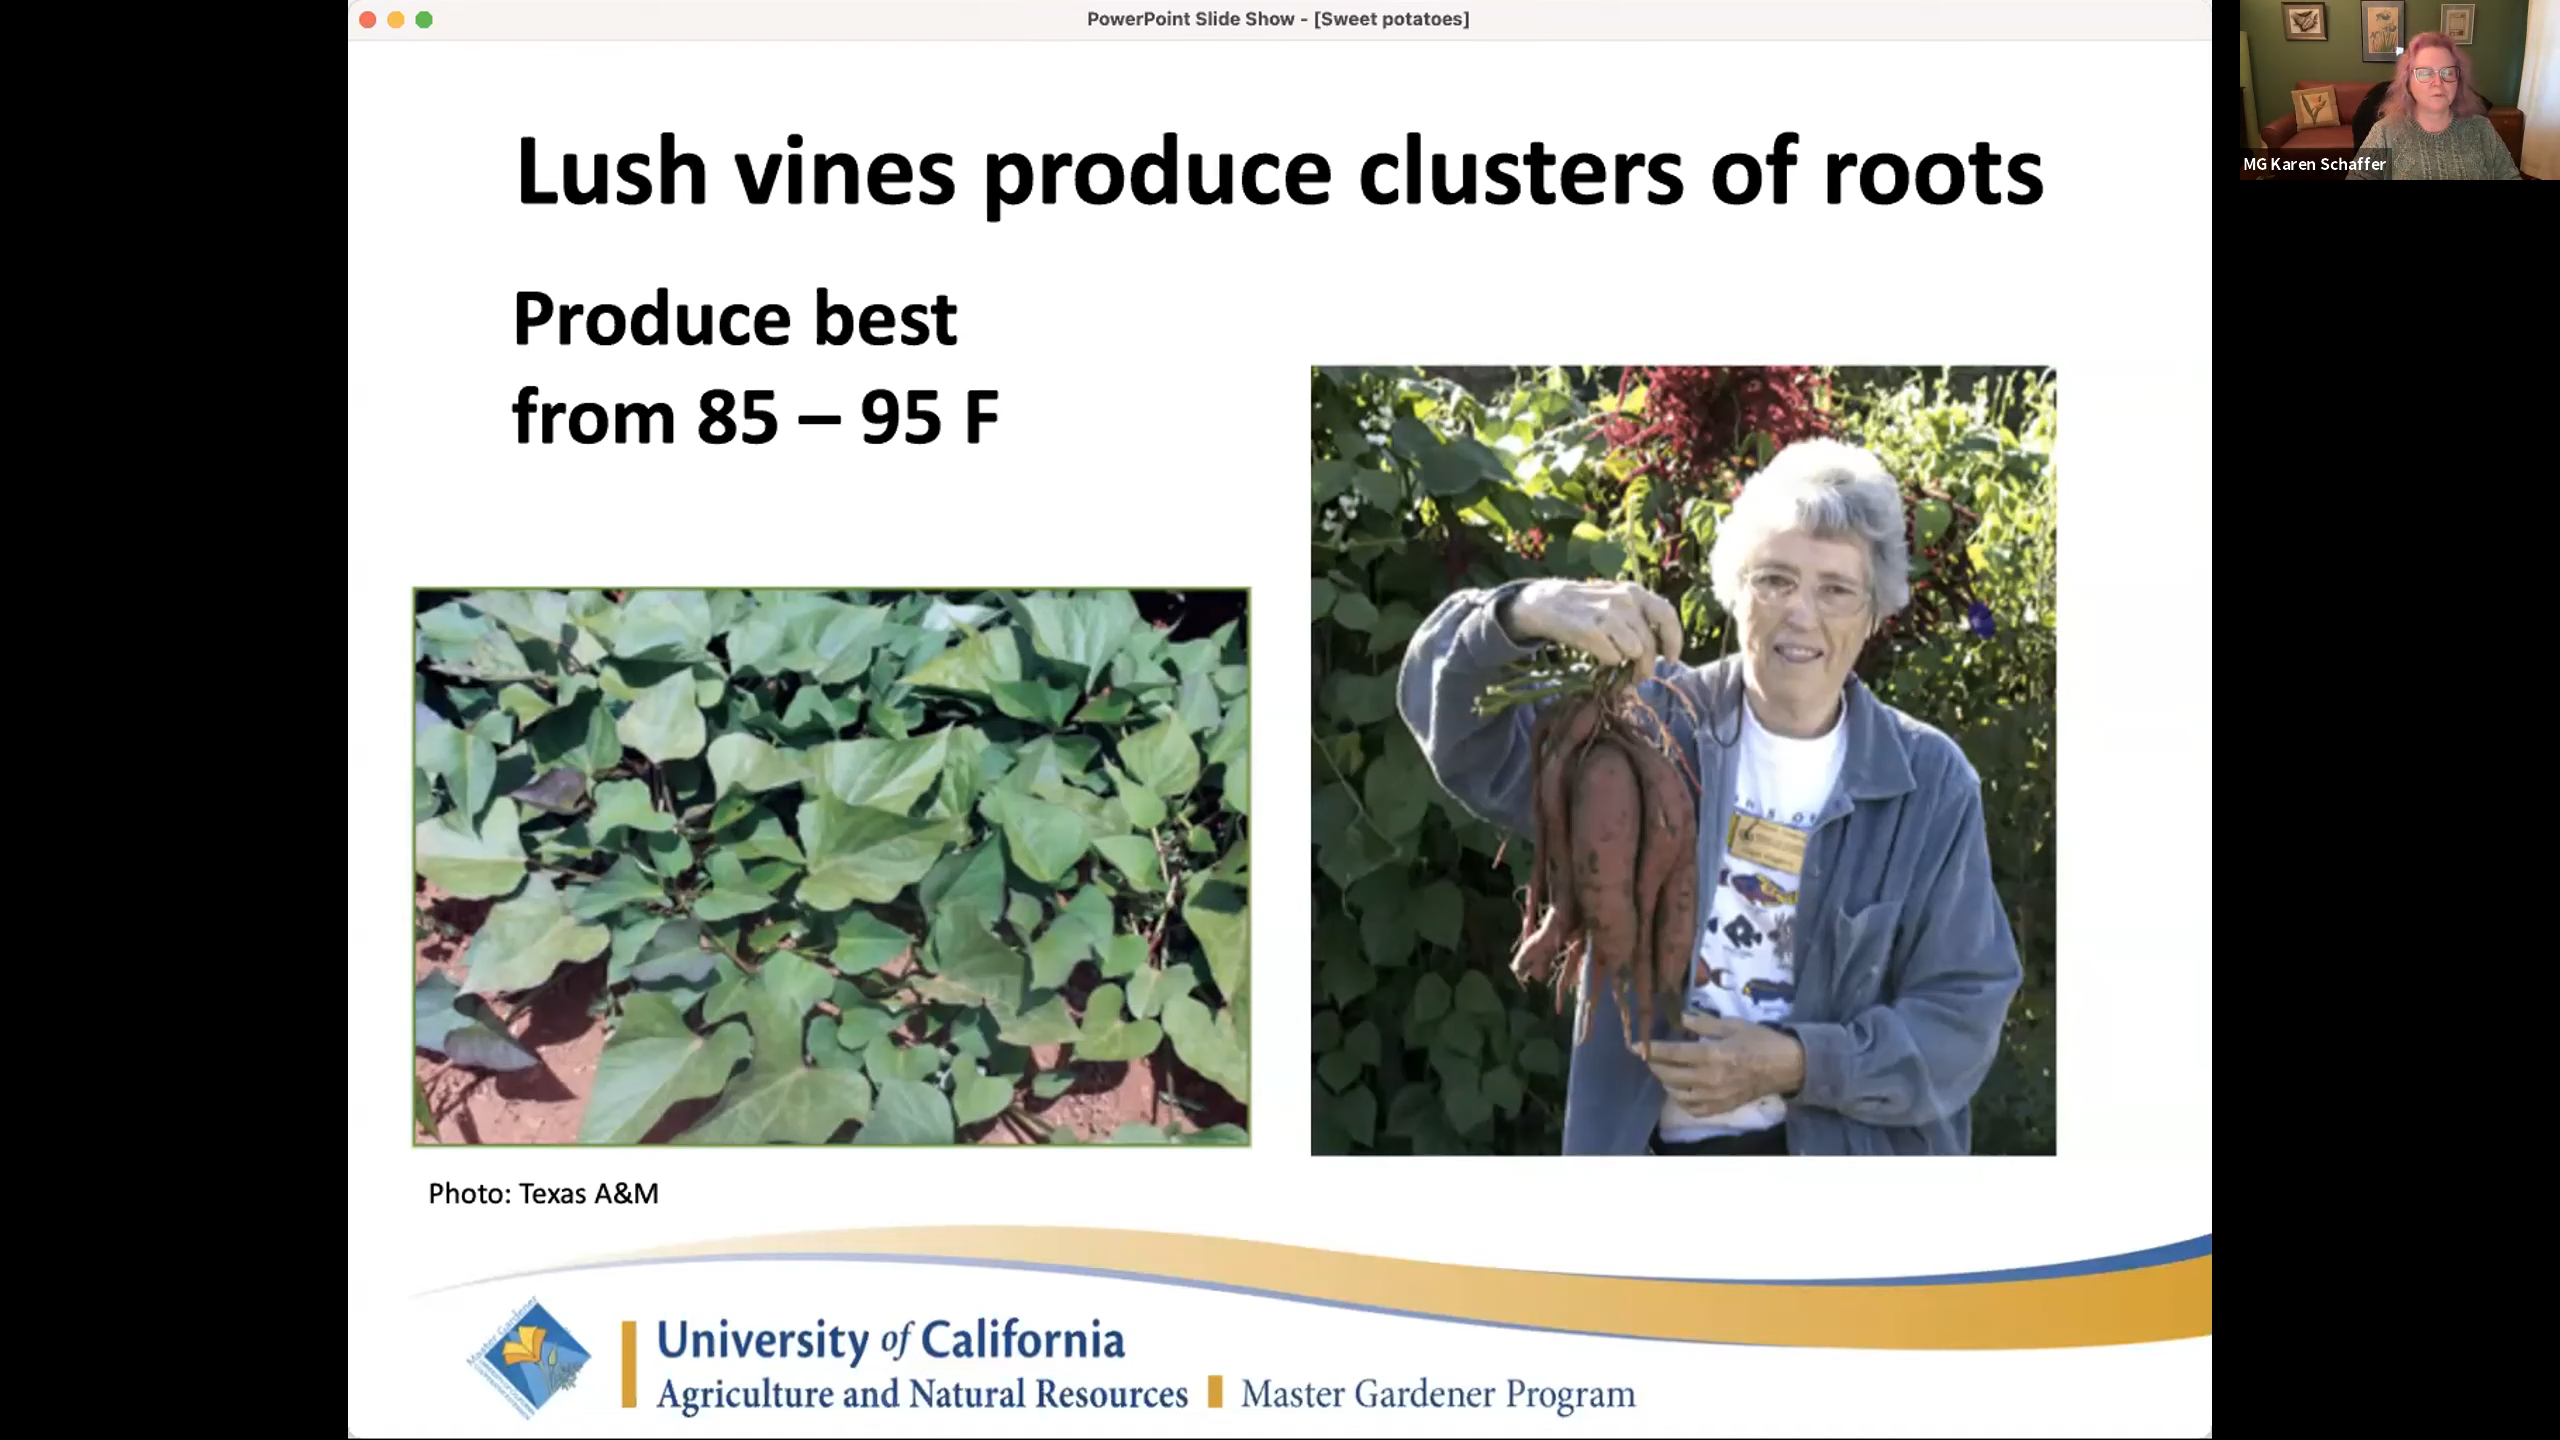 PowerPoint Slide Show - [Sweet potatoes]
MG Karen Schaffer
Lush vines produce clusters of roots
Produce best
from 85 – 95 F
Photo: Texas A&M
University of California
Agriculture and Natural Resources
Master Gardener Program